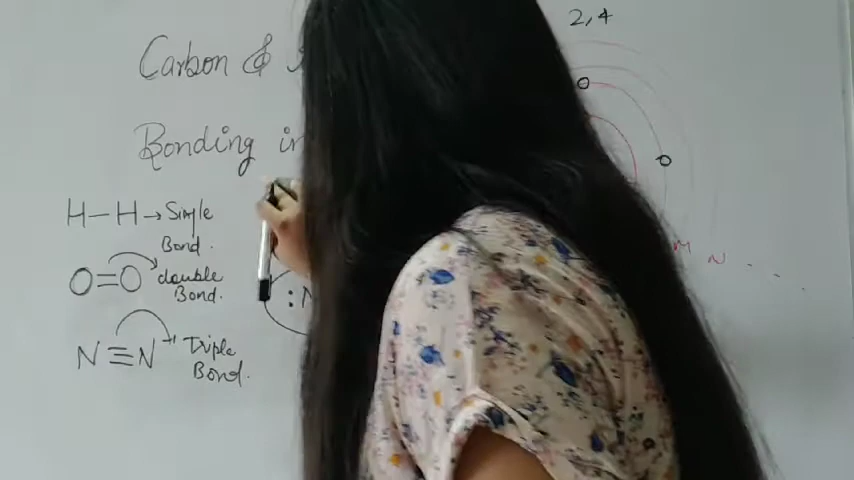 Carbon &
Bonding in
H–H → Single
Bond.
O=O double
Bond.
N≡N → Triple
Bond.
:N
2,4
M N . . .